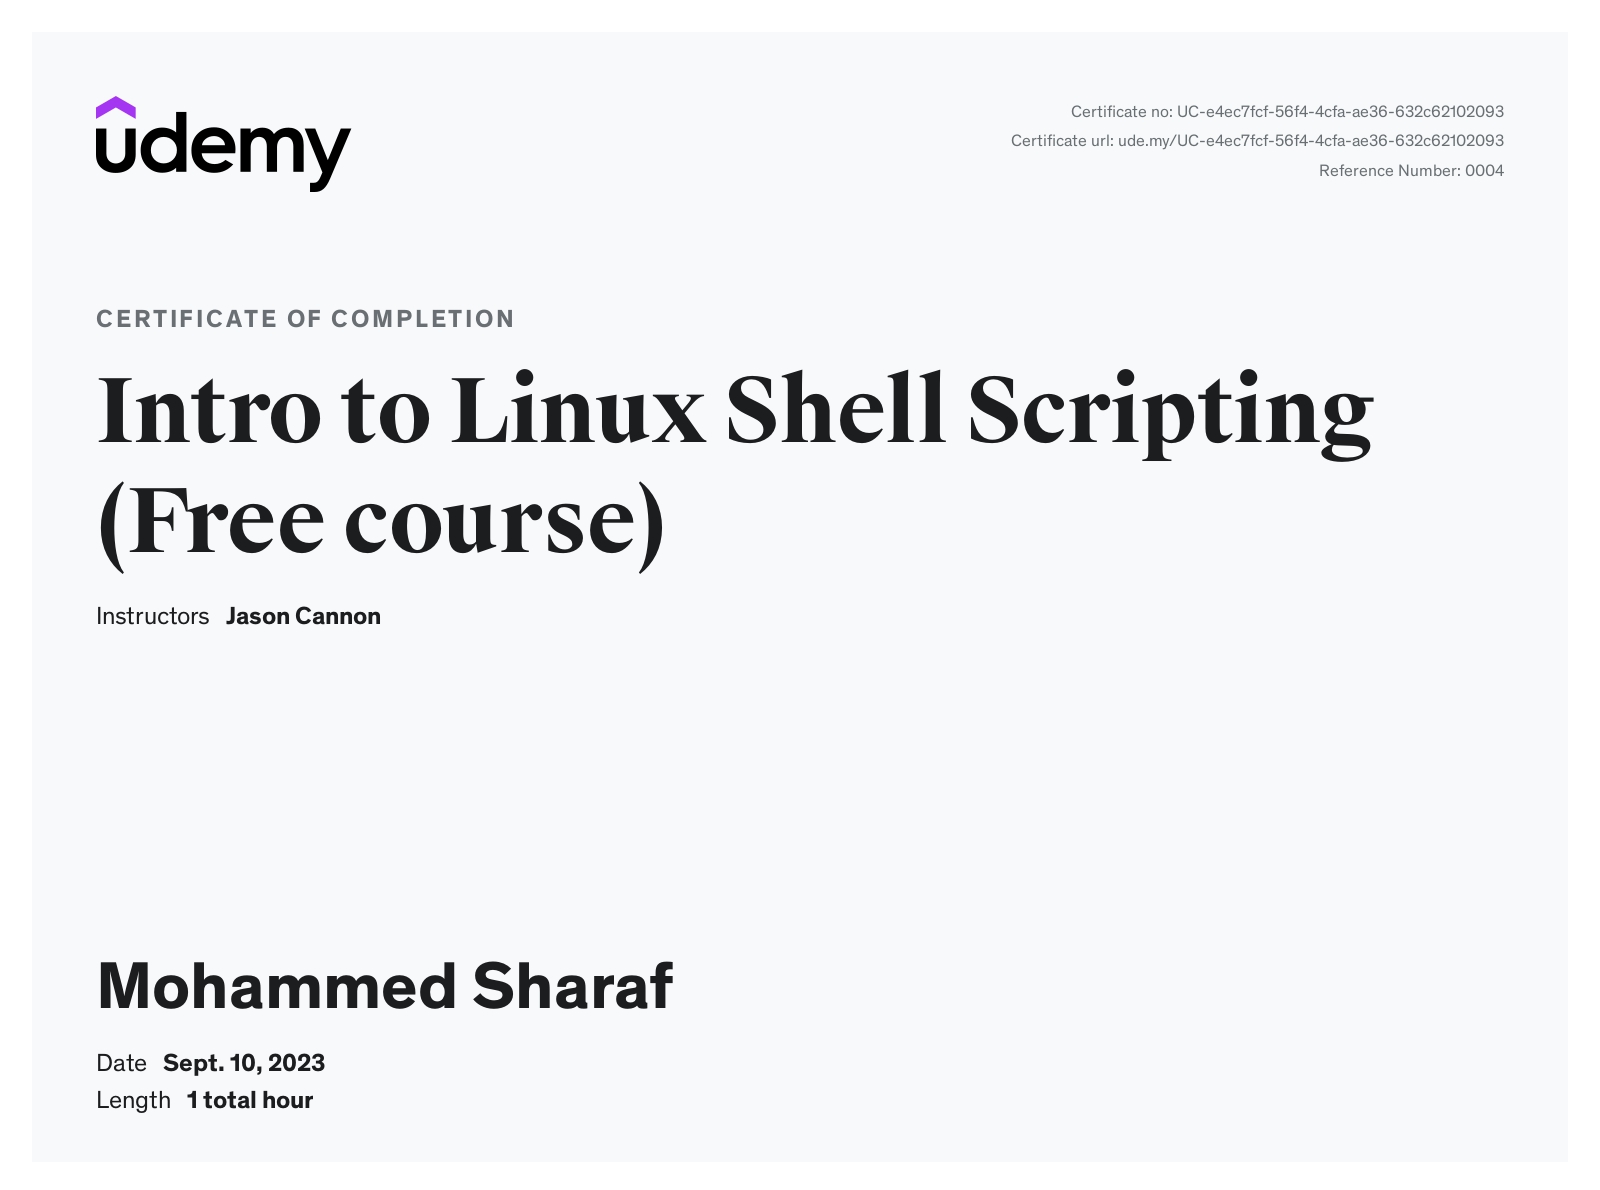 udemy
Certificate no: UC-e4ec7fcf-56f4-4cfa-ae36-632c62102093
Certificate url: ude.my/UC-e4ec7fcf-56f4-4cfa-ae36-632c62102093
Reference Number: 0004
CERTIFICATE OF COMPLETION
Intro to Linux Shell Scripting
(Free course)
Instructors Jason Cannon
Mohammed Sharaf
Date Sept. 10, 2023
Length 1 total hour